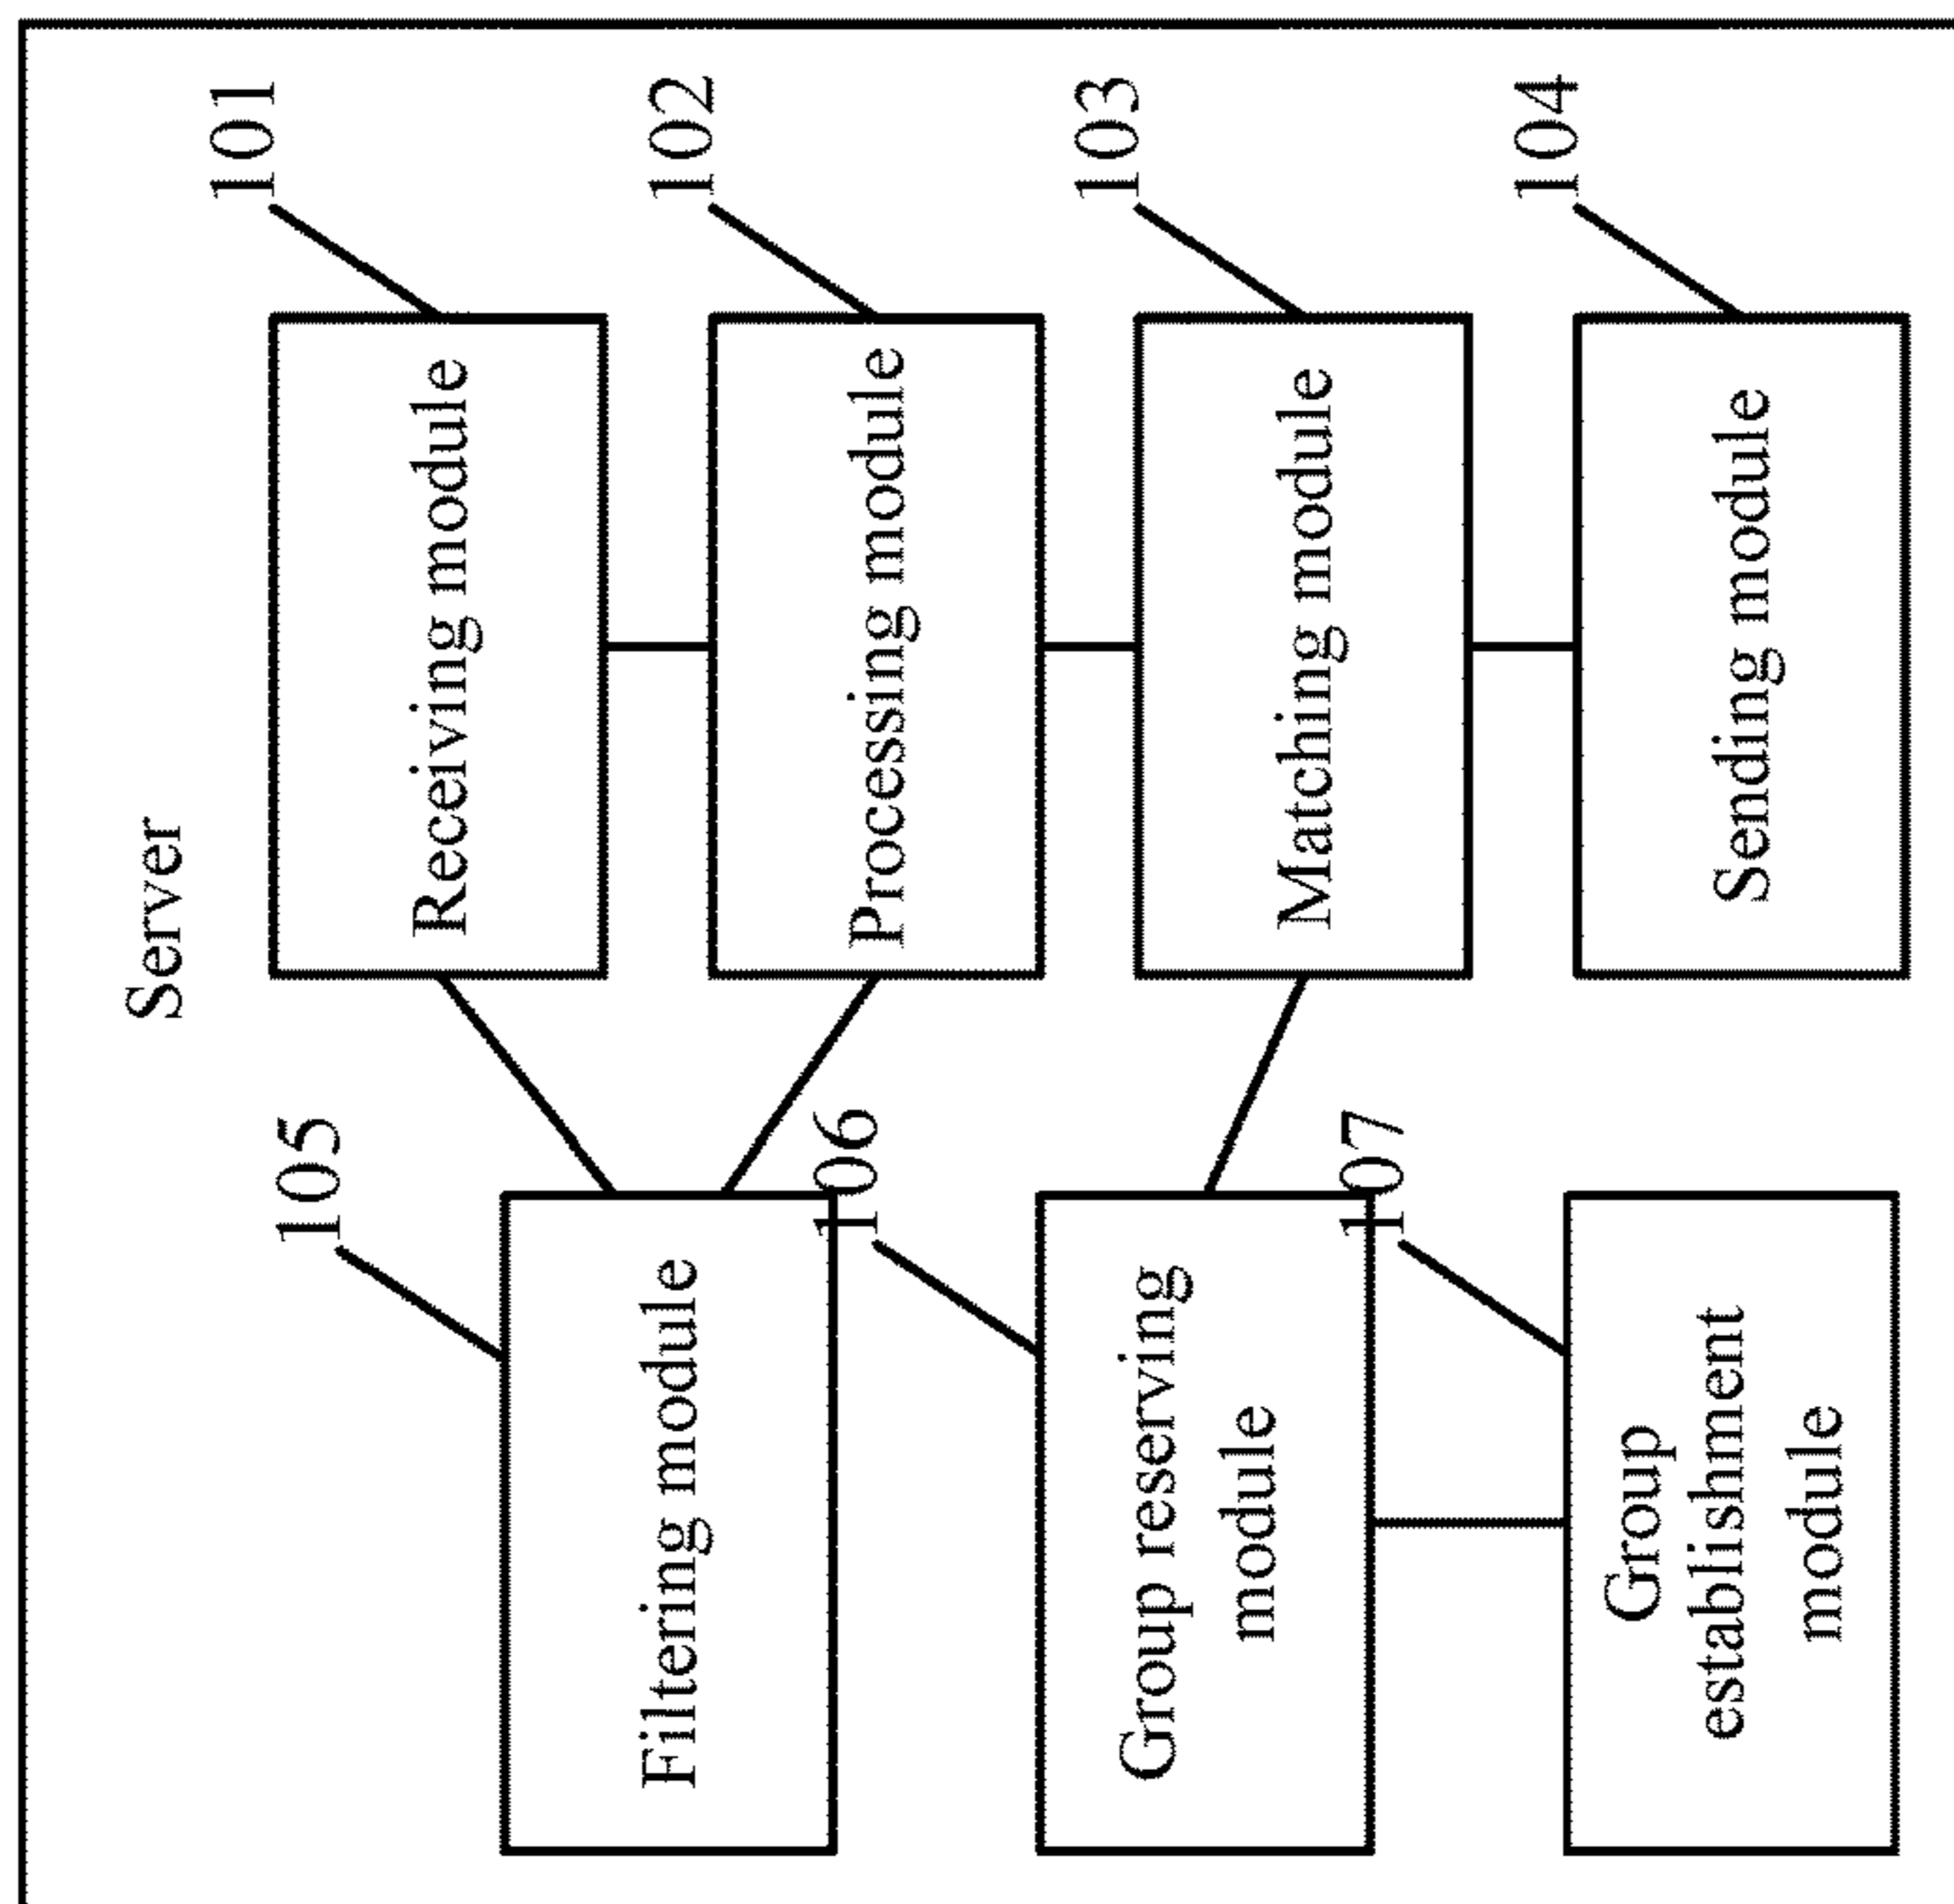 Server
101
Receiving module
102
Processing module
103
Matching module
104
Sending module
105
Filtering module
106
Group reserving
module
107
Group
establishment
module